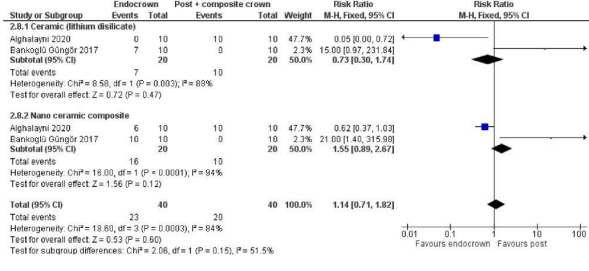 Endocrown Post + composite crown Risk Ratio Risk Ratio
Study or Subgroup Events Total Events Total Weight M-H, Fixed, 95% CI M-H, Fixed, 95% CI
2.8.1 Ceramic (lithium disilicate)
Alghalayni 2020 0 10 10 10 47.7% 0.05 [0.00, 0.72]
Bankoglü Güngör 2017 7 10 0 10 2.3% 15.00 [0.97, 231.84]
Subtotal (95% CI) 20 20 50.0% 0.73 [0.30, 1.74]
Total events 7 10
Heterogeneity: Chi² = 8.58, df = 1 (P = 0.003); I² = 88%
Test for overall effect: Z = 0.72 (P = 0.47)
2.8.2 Nano ceramic composite
Alghalayni 2020 6 10 10 10 47.7% 0.62 [0.37, 1.03]
Bankoglü Güngör 2017 10 10 0 10 2.3% 21.00 [1.40, 315.98]
Subtotal (95% CI) 20 20 50.0% 1.55 [0.89, 2.67]
Total events 16 10
Heterogeneity: Chi² = 16.00, df = 1 (P < 0.0001); I² = 94%
Test for overall effect: Z = 1.56 (P = 0.12)
Total (95% CI) 40 40 100.0% 1.14 [0.71, 1.82]
Total events 23 20
Heterogeneity: Chi² = 18.60, df = 3 (P = 0.0003); I² = 84%
Test for overall effect: Z = 0.53 (P = 0.60)
Test for subgroup differences: Chi² = 2.06, df = 1 (P = 0.15), I² = 51.5%
0.01 0.1 1 10 100
Favours endocrown Favours post